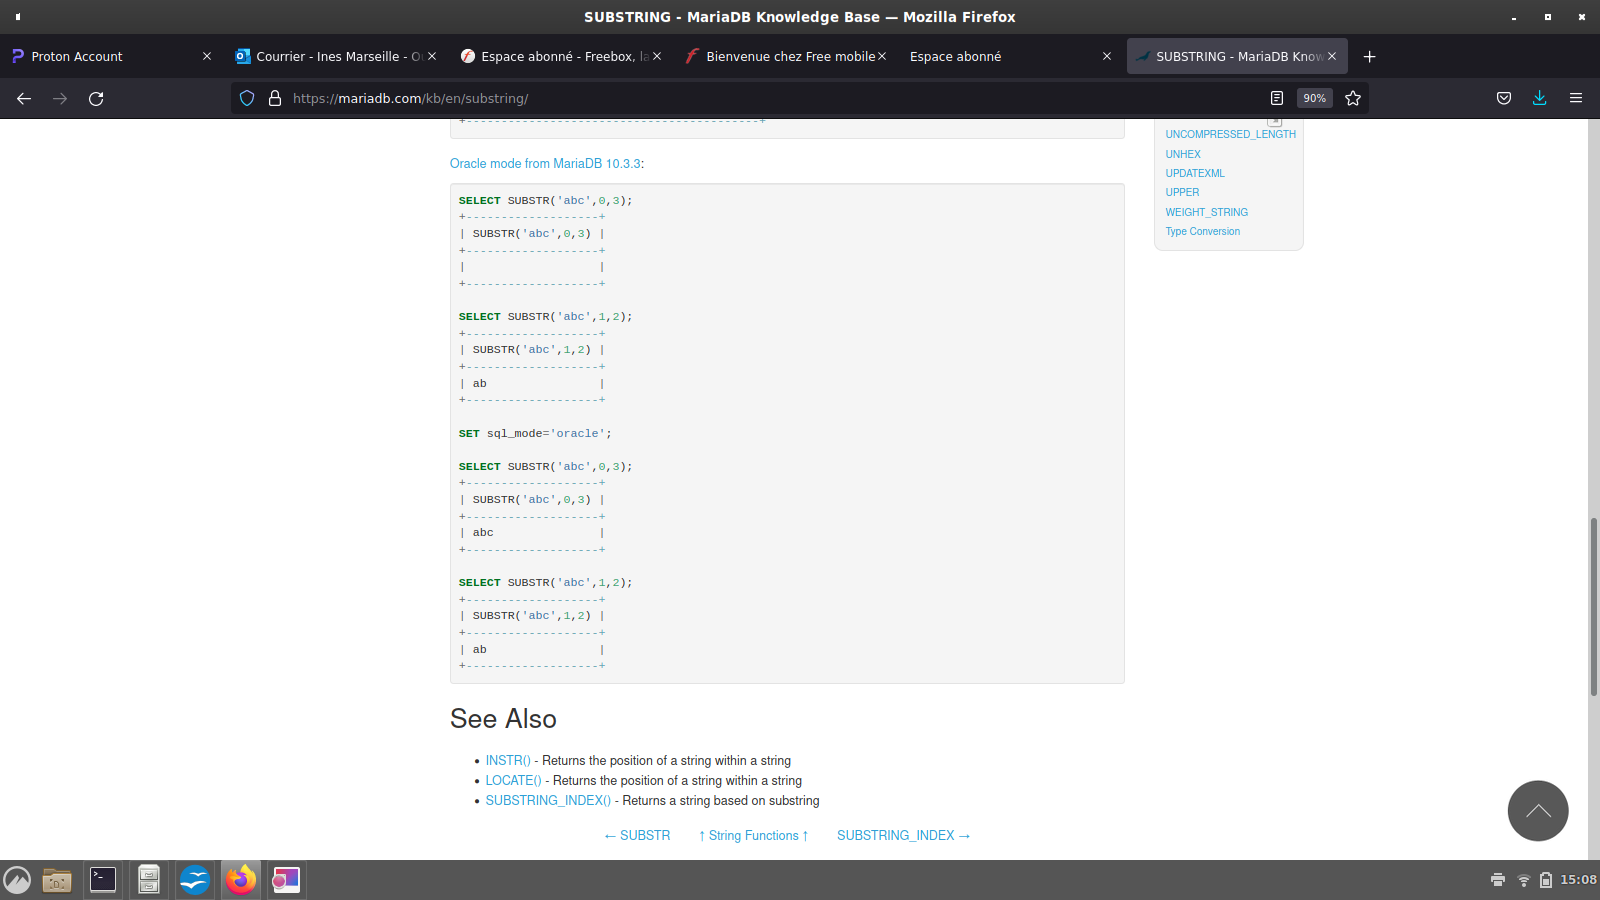 SUBSTRING - MariaDB Knowledge Base — Mozilla Firefox
Proton Account
Courrier - Ines Marseille - O
Espace abonné - Freebox, la
Bienvenue chez Free mobile
Espace abonné
SUBSTRING - MariaDB Know
https://mariadb.com/kb/en/substring/
90%
+------------------------------------------+
UNCOMPRESSED_LENGTH
UNHEX
UPDATEXML
UPPER
WEIGHT_STRING
Type Conversion
Oracle mode from MariaDB 10.3.3:
SELECT SUBSTR('abc',0,3);
+-------------------+
| SUBSTR('abc',0,3) |
+-------------------+
|                   |
+-------------------+
SELECT SUBSTR('abc',1,2);
+-------------------+
| SUBSTR('abc',1,2) |
+-------------------+
| ab                |
+-------------------+
SET sql_mode='oracle';
SELECT SUBSTR('abc',0,3);
+-------------------+
| SUBSTR('abc',0,3) |
+-------------------+
| abc               |
+-------------------+
SELECT SUBSTR('abc',1,2);
+-------------------+
| SUBSTR('abc',1,2) |
+-------------------+
| ab                |
+-------------------+
See Also
• INSTR() - Returns the position of a string within a string
• LOCATE() - Returns the position of a string within a string
• SUBSTRING_INDEX() - Returns a string based on substring
← SUBSTR ↑ String Functions ↑ SUBSTRING_INDEX →
15:08